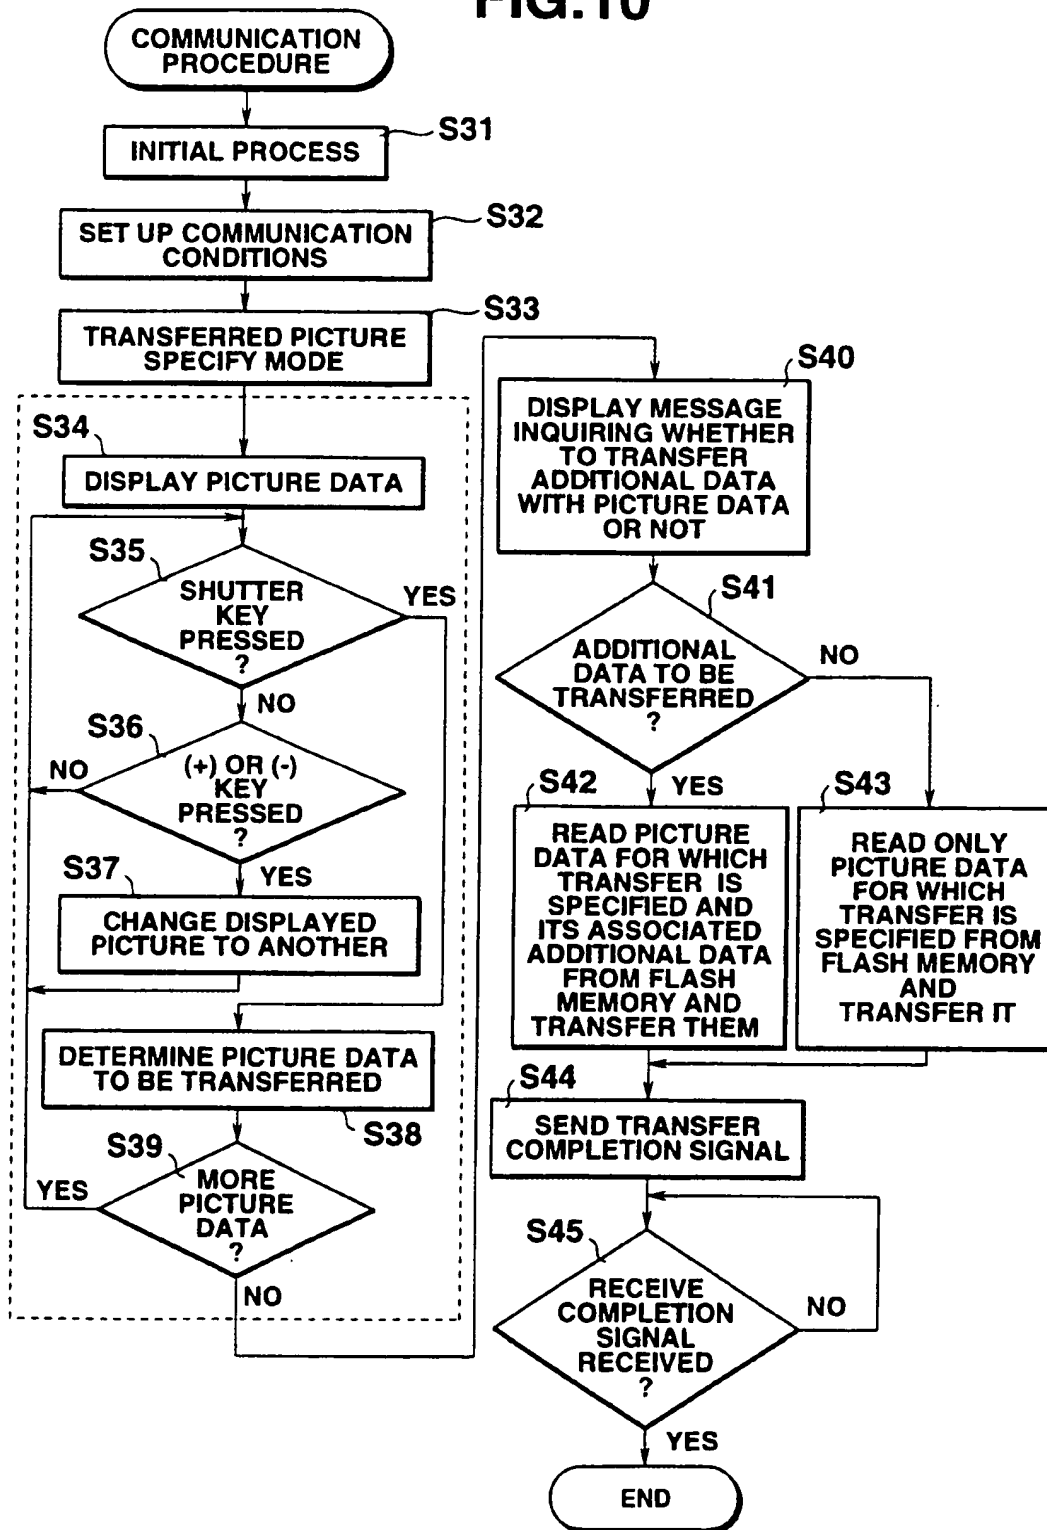 FIG.10
COMMUNICATION
PROCEDURE
S31
INITIAL PROCESS
S32
SET UP COMMUNICATION
CONDITIONS
S33
TRANSFERRED PICTURE
SPECIFY MODE
S34
DISPLAY PICTURE DATA
S35
SHUTTER
KEY
PRESSED
?
YES
NO
S36
(+) OR (-)
KEY
PRESSED
?
NO
YES
S37
CHANGE DISPLAYED
PICTURE TO ANOTHER
DETERMINE PICTURE DATA
TO BE TRANSFERRED
S38
S39
MORE
PICTURE
DATA
?
YES
NO
S40
DISPLAY MESSAGE
INQUIRING WHETHER
TO TRANSFER
ADDITIONAL DATA
WITH PICTURE DATA
OR NOT
S41
ADDITIONAL
DATA TO BE
TRANSFERRED
?
NO
YES
S42
READ PICTURE
DATA FOR WHICH
TRANSFER IS
SPECIFIED AND
ITS ASSOCIATED
ADDITIONAL DATA
FROM FLASH
MEMORY AND
TRANSFER THEM
S43
READ ONLY
PICTURE DATA
FOR WHICH
TRANSFER IS
SPECIFIED FROM
FLASH MEMORY
AND
TRANSFER IT
S44
SEND TRANSFER
COMPLETION SIGNAL
S45
RECEIVE
COMPLETION
SIGNAL
RECEIVED
?
NO
YES
END